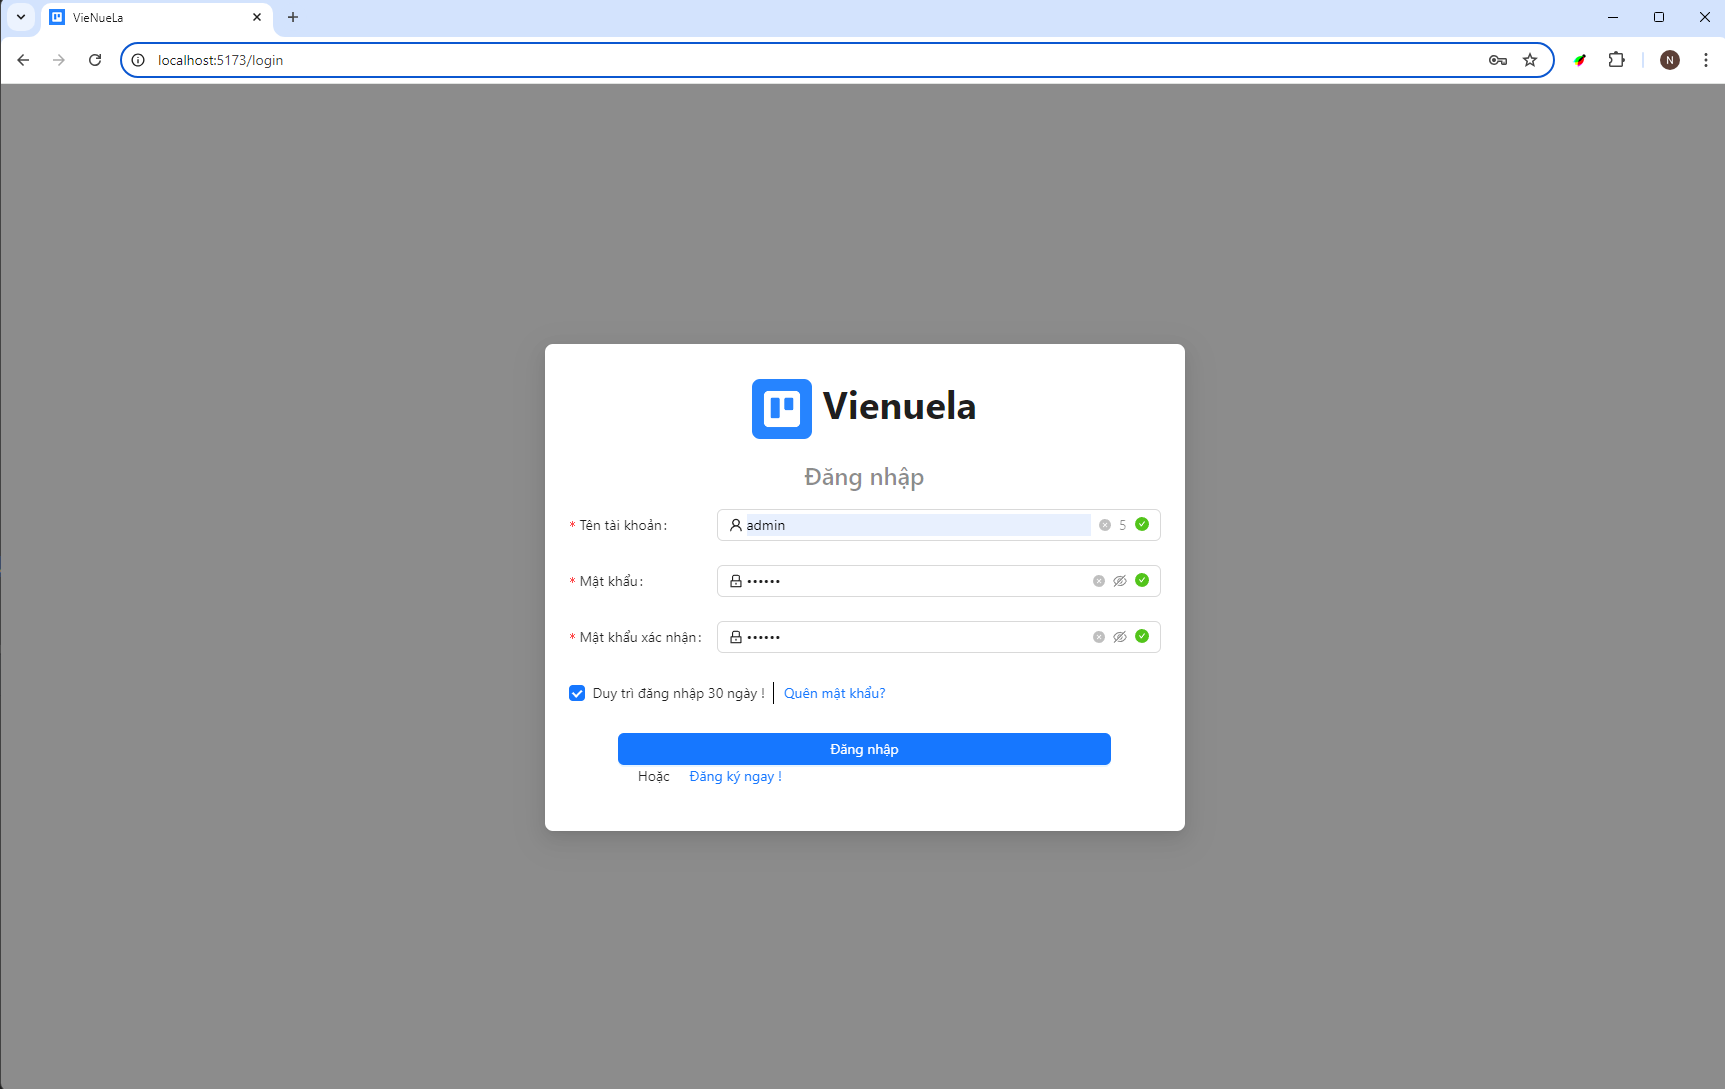 VieNueLa
localhost:5173/login
N
Vienuela
Đăng nhập
* Tên tài khoản: admin 5
* Mật khẩu: ••••••
* Mật khẩu xác nhận: ••••••
Duy trì đăng nhập 30 ngày ! Quên mật khẩu?
Đăng nhập
Hoặc Đăng ký ngay !